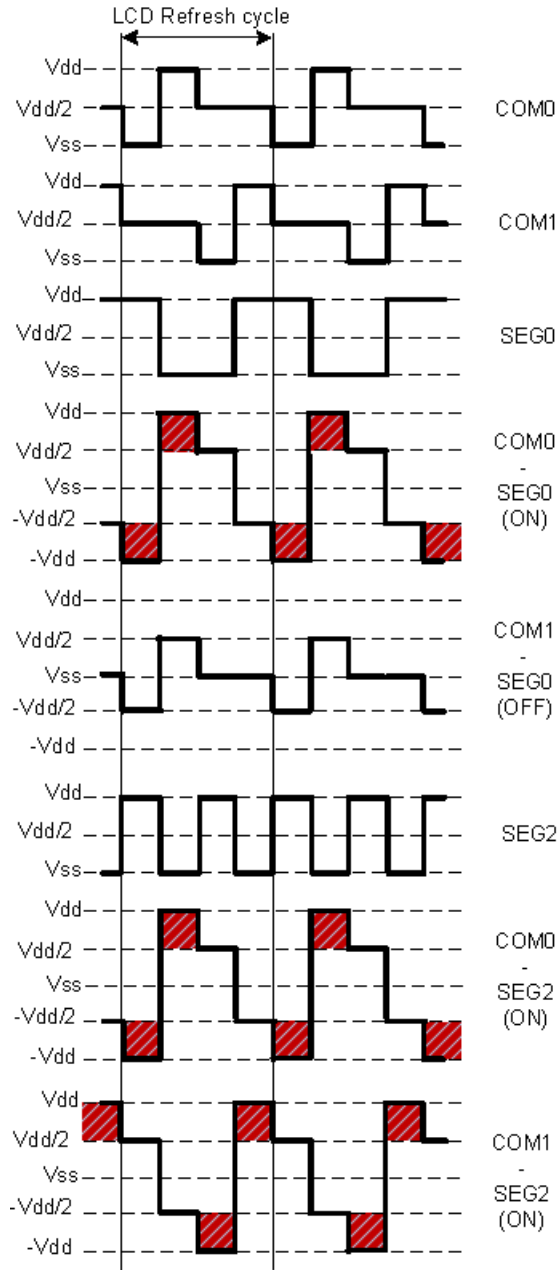 LCD Refresh cycle
Vdd
Vdd/2
Vss
COM0
Vdd
Vdd/2
Vss
COM1
Vdd
Vdd/2
Vss
SEG0
Vdd
Vdd/2
Vss
-Vdd/2
-Vdd
COM0
-
SEG0
(ON)
Vdd
Vdd/2
Vss
-Vdd/2
-Vdd
COM1
-
SEG0
(OFF)
Vdd
Vdd/2
Vss
SEG2
Vdd
Vdd/2
Vss
-Vdd/2
-Vdd
COM0
-
SEG2
(ON)
Vdd
Vdd/2
Vss
-Vdd/2
-Vdd
COM1
-
SEG2
(ON)